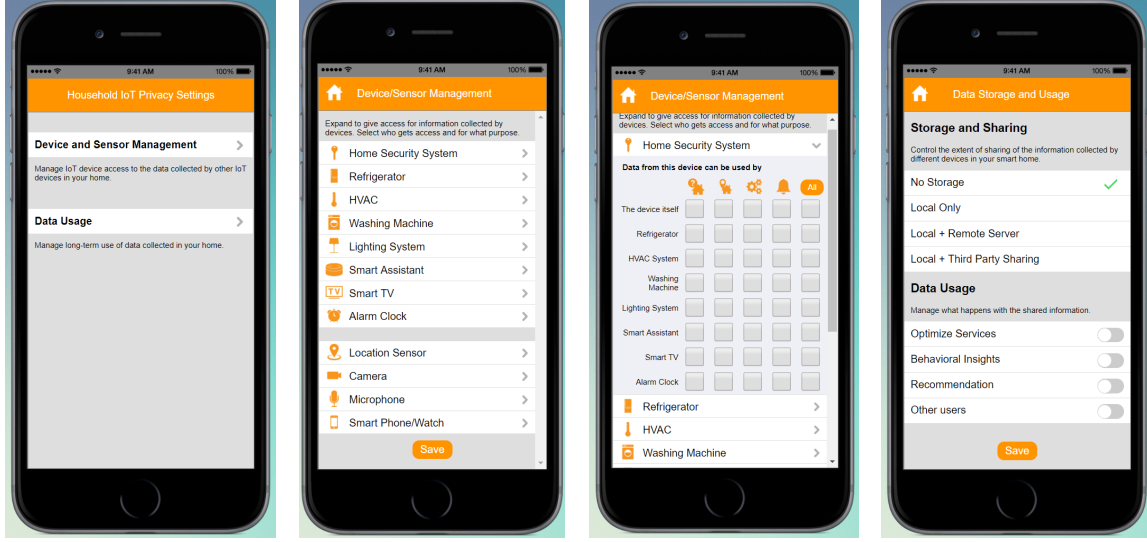 9:41 AM
100%
Household IoT Privacy Settings
Device and Sensor Management
Manage IoT device access to the data collected by other IoT
devices in your home.
Data Usage
Manage long-term use of data collected in your home.
9:41 AM
100%
Device/Sensor Management
Expand to give access for information collected by
devices. Select who gets access and for what purpose.
Home Security System
Refrigerator
HVAC
Washing Machine
Lighting System
Smart Assistant
TV
Smart TV
Alarm Clock
Location Sensor
Camera
Microphone
Smart Phone/Watch
Save
9:41 AM
100%
Device/Sensor Management
Expand to give access for information collected by
devices. Select who gets access and for what purpose.
Home Security System
Data from this device can be used by
All
The device itself
Refrigerator
HVAC System
Washing
Machine
Lighting System
Smart Assistant
Smart TV
Alarm Clock
Refrigerator
HVAC
Washing Machine
9:41 AM
100%
Data Storage and Usage
Storage and Sharing
Control the extent of sharing of the information collected by
different devices in your smart home.
No Storage
Local Only
Local + Remote Server
Local + Third Party Sharing
Data Usage
Manage what happens with the shared information.
Optimize Services
Behavioral Insights
Recommendation
Other users
Save